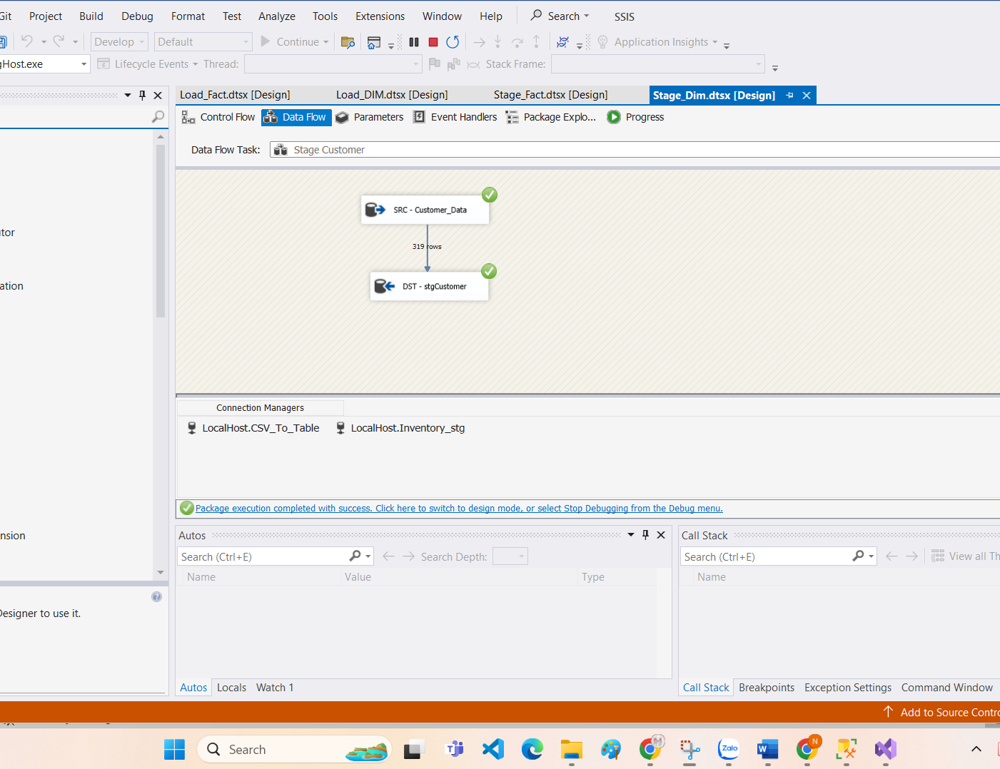 Git Project Build Debug Git Format Test Analyze Tools Extensions Window Help Search SSIS
Develop Default Continue Application Insights
gHost.exe Lifecycle Events Thread: Stack Frame:
Load_Fact.dtsx [Design] Load_DIM.dtsx [Design] Stage_Fact.dtsx [Design] Stage_Dim.dtsx [Design]
Control Flow Data Flow Parameters Event Handlers Package Explo... Progress
Data Flow Task: Stage Customer
SRC - Customer_Data
tor
319 rows
ation
DST - stgCustomer
Connection Managers
LocalHost.CSV_To_Table LocalHost.Inventory_stg
Package execution completed with success. Click here to switch to design mode, or select Stop Debugging from the Debug menu.
nsion
Autos Call Stack
Search (Ctrl+E) Search Depth: Search (Ctrl+E) View all Th
Name Value Type Name
Designer to use it.
Autos Locals Watch 1 Call Stack Breakpoints Exception Settings Command Window
Add to Source Contro
Search Zalo N